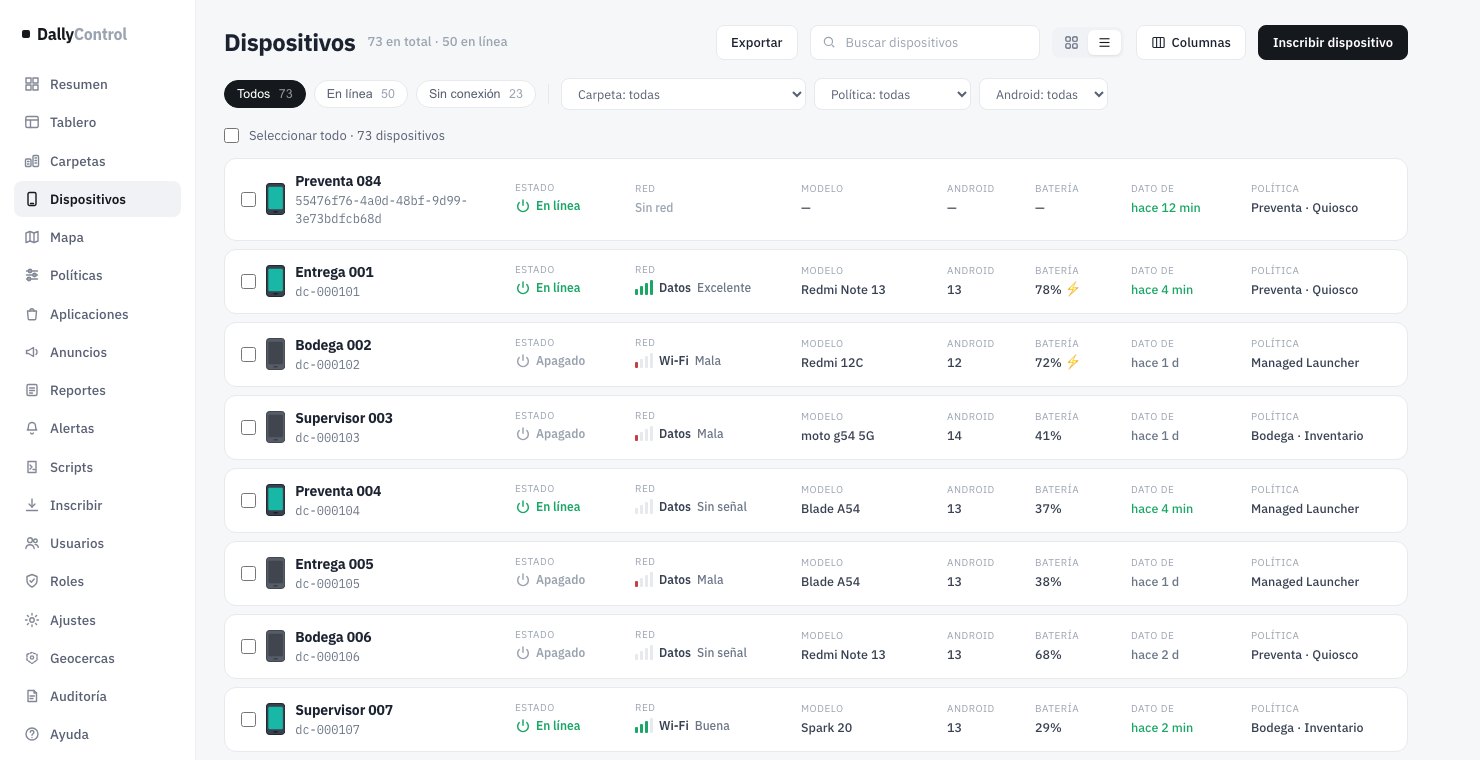 DallyControl
Resumen
Tablero
Carpetas
Dispositivos
Mapa
Políticas
Aplicaciones
Anuncios
Reportes
Alertas
Scripts
Inscribir
Usuarios
Roles
Ajustes
Geocercas
Auditoría
Ayuda
Dispositivos 73 en total · 50 en línea Exportar Buscar dispositivos Columnas Inscribir dispositivo
Todos 73 En línea 50 Sin conexión 23 Carpeta: todas Política: todas Android: todas
Seleccionar todo · 73 dispositivos
Preventa 084
55476f76-4a0d-48bf-9d99-
3e73bdfcb68d
ESTADO RED MODELO ANDROID BATERÍA DATO DE POLÍTICA
En línea Sin red — — — hace 12 min Preventa · Quiosco
Entrega 001
dc-000101
ESTADO RED MODELO ANDROID BATERÍA DATO DE POLÍTICA
En línea Datos Excelente Redmi Note 13 13 78% ⚡ hace 4 min Preventa · Quiosco
Bodega 002
dc-000102
ESTADO RED MODELO ANDROID BATERÍA DATO DE POLÍTICA
Apagado Wi-Fi Mala Redmi 12C 12 72% ⚡ hace 1 d Managed Launcher
Supervisor 003
dc-000103
ESTADO RED MODELO ANDROID BATERÍA DATO DE POLÍTICA
Apagado Datos Mala moto g54 5G 14 41% hace 1 d Bodega · Inventario
Preventa 004
dc-000104
ESTADO RED MODELO ANDROID BATERÍA DATO DE POLÍTICA
En línea Datos Sin señal Blade A54 13 37% hace 4 min Managed Launcher
Entrega 005
dc-000105
ESTADO RED MODELO ANDROID BATERÍA DATO DE POLÍTICA
Apagado Datos Mala Blade A54 13 38% hace 1 d Managed Launcher
Bodega 006
dc-000106
ESTADO RED MODELO ANDROID BATERÍA DATO DE POLÍTICA
Apagado Datos Sin señal Redmi Note 13 13 68% hace 2 d Preventa · Quiosco
Supervisor 007
dc-000107
ESTADO RED MODELO ANDROID BATERÍA DATO DE POLÍTICA
En línea Wi-Fi Buena Spark 20 13 29% hace 2 min Bodega · Inventario